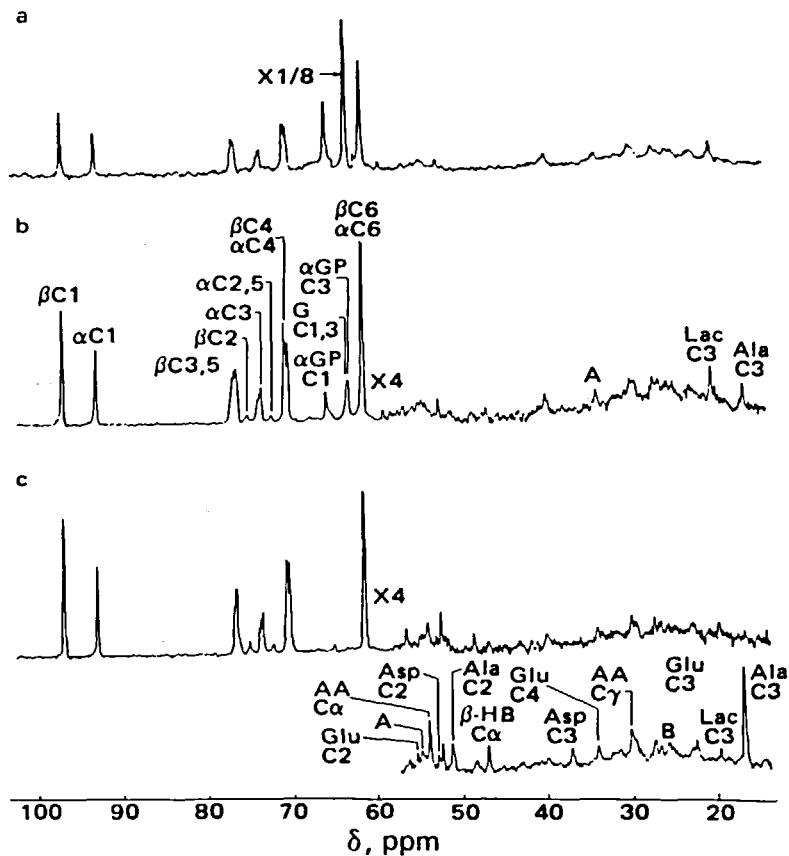 a
X1/8
b
βC1
αC1
βC3,5
βC2
αC3
αC2,5
βC4
αC4
αGP
C1
G
C1,3
αGP
C3
βC6
αC6
X4
A
Lac
C3
Ala
C3
c
X4
Glu
C2
A
AA
Cα
Asp
C2
Ala
C2
β-HB
Cα
Glu
C4
Asp
C3
AA
Cγ
Glu
C3
B
Lac
C3
Ala
C3
100 90 80 70 60 50 40 30 20
δ, ppm